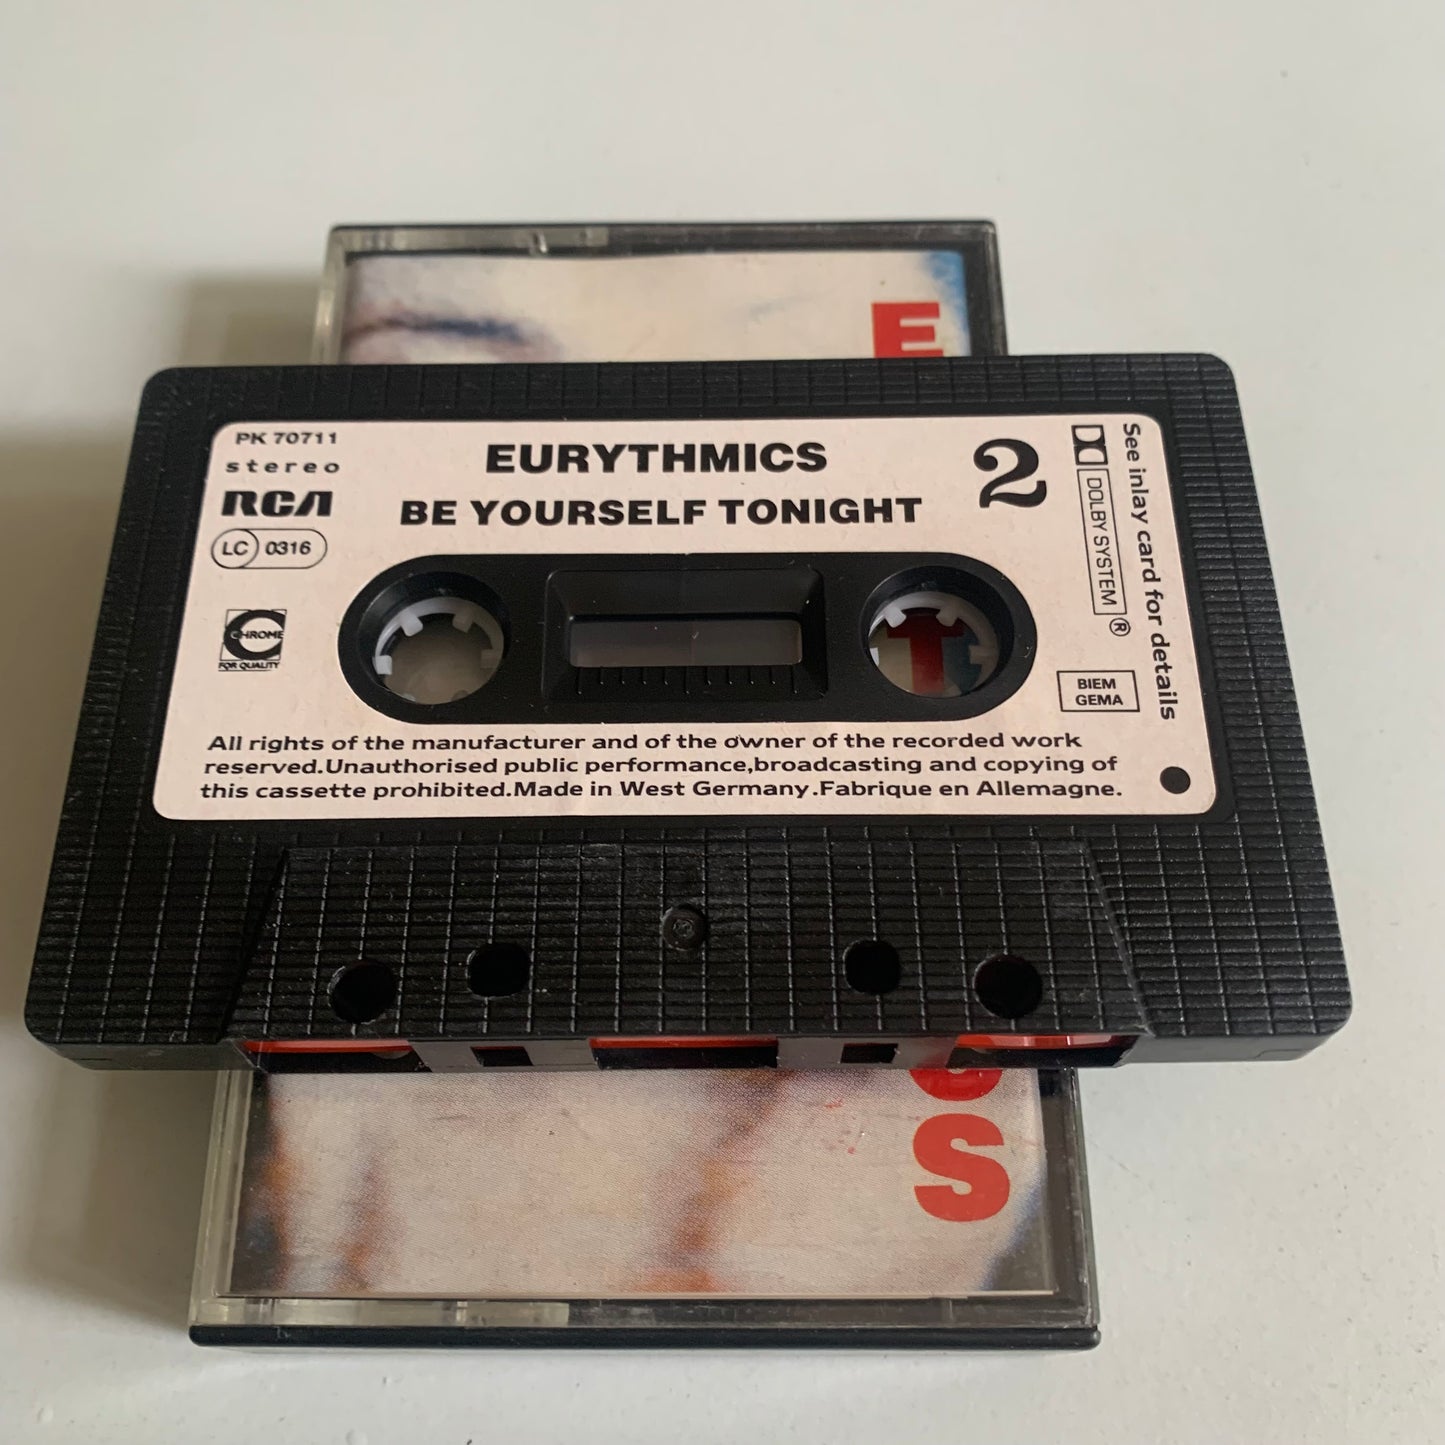 E
PK 70711
stereo
RCA
LC 0316
EURYTHMICS
BE YOURSELF TONIGHT
2
DOLBY SYSTEM
®
See inlay card for details
CHROME
FOR QUALITY
T
BIEM
GEMA
All rights of the manufacturer and of the owner of the recorded work
reserved.Unauthorised public performance,broadcasting and copying of
this cassette prohibited.Made in West Germany.Fabrique en Allemagne.
S